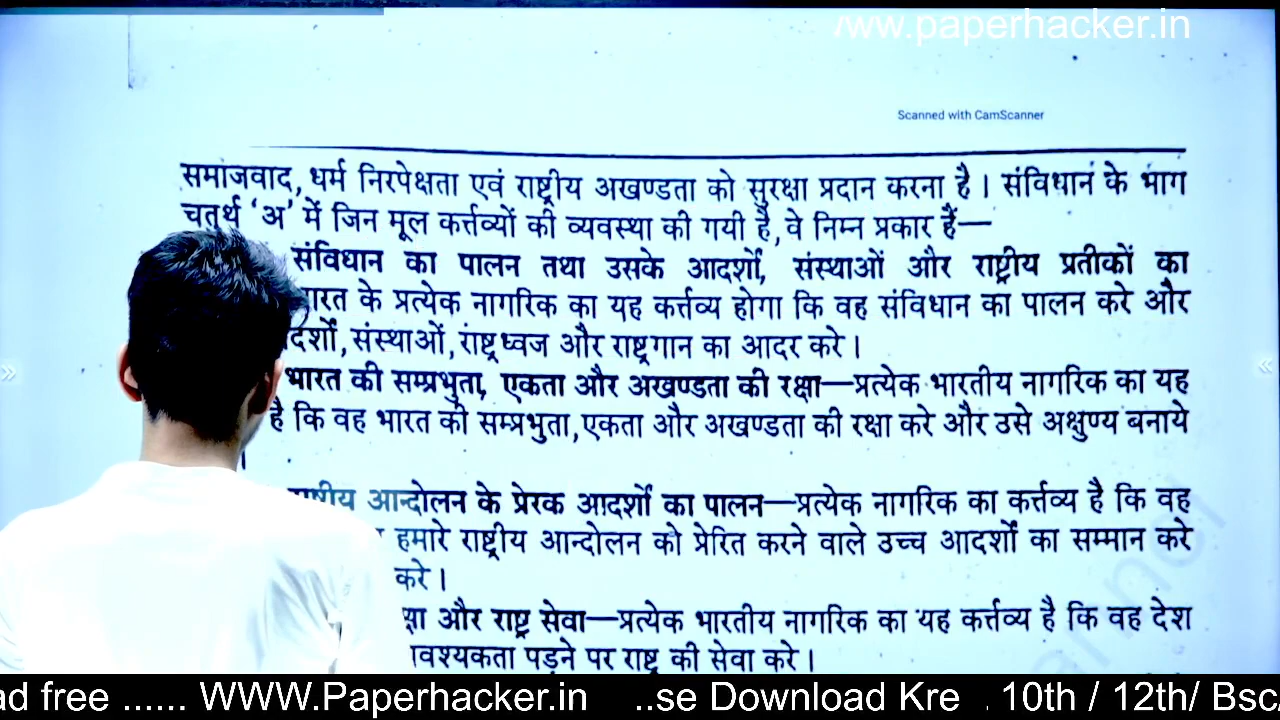 www.paperhacker.in
Scanned with CamScanner
समाजवाद, धर्म निरपेक्षता एवं राष्ट्रीय अखण्डता को सुरक्षा प्रदान करना है। संविधान के भाग
चतुर्थ ‘अ’ में जिन मूल कर्त्तव्यों की व्यवस्था की गयी है, वे निम्न प्रकार हैं—
संविधान का पालन तथा उसके आदर्शों, संस्थाओं और राष्ट्रीय प्रतीकों का
भारत के प्रत्येक नागरिक का यह कर्त्तव्य होगा कि वह संविधान का पालन करे और
संस्थाओं, राष्ट्रध्वज और राष्ट्रगान का आदर करे।
भारत की सम्प्रभुता, एकता और अखण्डता की रक्षा—प्रत्येक भारतीय नागरिक का यह
है कि वह भारत की सम्प्रभुता, एकता और अखण्डता की रक्षा करे और उसे अक्षुण्य बनाये
राष्ट्रीय आन्दोलन के प्रेरक आदर्शों का पालन—प्रत्येक नागरिक का कर्त्तव्य है कि वह
हमारे राष्ट्रीय आन्दोलन को प्रेरित करने वाले उच्च आदर्शों का सम्मान करे
करे।
और राष्ट्र सेवा—प्रत्येक भारतीय नागरिक का यह कर्त्तव्य है कि वह देश
पड़ने पर राष्ट्र की सेवा करे।
ad free ...... WWW.Paperhacker.in ..se Download Kre . 10th / 12th/ Bsc/